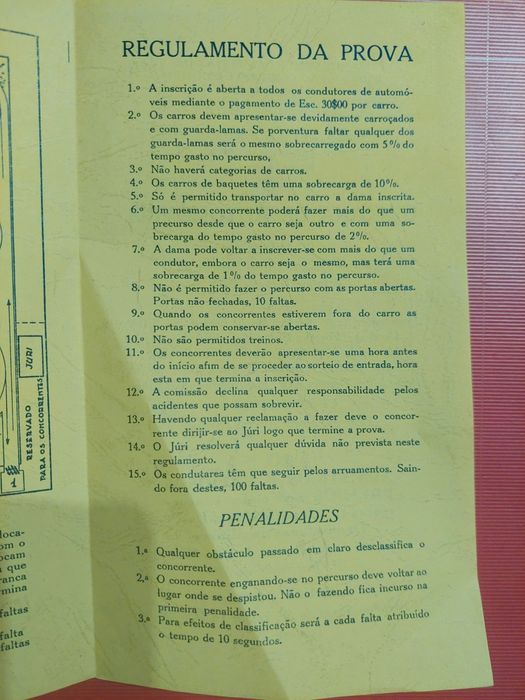 REGULAMENTO DA PROVA
1.º A inscrição é aberta a todos os condutores de automó-
veis mediante o pagamento de Esc. 30$00 por carro.
2.º Os carros devem apresentar-se devidamente carroçados
e com guarda-lamas. Se porventura faltar qualquer dos
guarda-lamas será o mesmo sobrecarregado com 5% do
tempo gasto no percurso,
3.º Não haverá categorias de carros.
4.º Os carros de baquetes têm uma sobrecarga de 10%.
5.º Só é permitido transportar no carro a dama inscrita.
6.º Um mesmo concorrente poderá fazer mais do que um
precurso desde que o carro seja outro e com uma so-
brecarga do tempo gasto no percurso de 2%.
7.º A dama pode voltar a inscrever-se com mais do que um
condutor, embora o carro seja o mesmo, mas terá uma
sobrecarga de 1% do tempo gasto no percurso.
8.º Não é permitido fazer o percurso com as portas abertas.
Portas não fechadas, 10 faltas.
9.º Quando os concorrentes estiverem fora do carro as
portas podem conservar-se abertas.
10.º Não são permitidos treinos.
11.º Os concorrentes deverão apresentar-se uma hora antes
do início afim de se proceder ao sorteio de entrada, hora
esta em que termina a inscrição.
12.º A comissão declina qualquer responsabilidade pelos
acidentes que possam sobrevir.
13.º Havendo qualquer reclamação a fazer deve o concor-
rente dirijir-se ao Júri logo que termine a prova.
14.º O Júri resolverá qualquer dúvida não prevista neste
regulamento.
15.º Os condutares têm que seguir pelos arruamentos. Sain-
do fora destes, 100 faltas.
PENALIDADES
1.ª Qualquer obstáculo passado em claro desclassifica o
concorrente.
2.ª O concorrente enganando-se no percurso deve voltar ao
lugar onde se despistou. Não o fazendo fica incurso na
primeira penalidade.
3.ª Para efeitos de classificação será a cada falta atribuido
o tempo de 10 segundos.
JÚRI
RESERVADO
PARA OS CONCORRENTES
1
loca-
om o
ocam
a que
ranca
rmina
faltas
falta
faltas